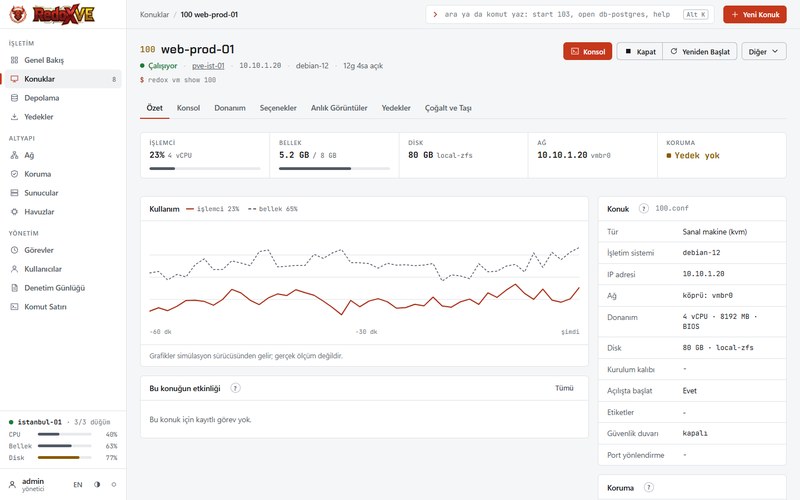 RedoXVE
Konuklar / 100 web-prod-01
ara ya da komut yaz: start 103, open db-postgres, help
Alt K
+ Yeni Konuk
İŞLETİM
Genel Bakış
Konuklar 8
Depolama
Yedekler
ALTYAPI
Ağ
Koruma
Sunucular
Havuzlar
YÖNETİM
Görevler
Kullanıcılar
Denetim Günlüğü
Komut Satırı
istanbul-01 · 3/3 düğüm
CPU 40%
Bellek 63%
Disk 77%
admin
yönetici
EN
100 web-prod-01
Çalışıyor · pve-ist-01 · 10.10.1.20 · debian-12 · 12g 4sa açık
$ redox vm show 100
Konsol
Kapat
Yeniden Başlat
Diğer
Özet
Konsol
Donanım
Seçenekler
Anlık Görüntüler
Yedekler
Çoğalt ve Taşı
İŞLEMCİ
23% 4 vCPU
BELLEK
5.2 GB / 8 GB
DİSK
80 GB local-zfs
AĞ
10.10.1.20 vmbr0
KORUMA
Yedek yok
Kullanım işlemci 23% bellek 65%
-60 dk -30 dk şimdi
Grafikler simülasyon sürücüsünden gelir; gerçek ölçüm değildir.
Bu konuğun etkinliği ? Tümü
Bu konuk için kayıtlı görev yok.
Konuk ? 100.conf
Tür Sanal makine (kvm)
İşletim sistemi debian-12
IP adresi 10.10.1.20
Ağ köprü: vmbr0
Donanım 4 vCPU · 8192 MB ·
BIOS
Disk 80 GB · local-zfs
Kurulum kalıbı -
Açılışta başlat Evet
Etiketler -
Güvenlik duvarı kapalı
Port yönlendirme -
Koruma ?